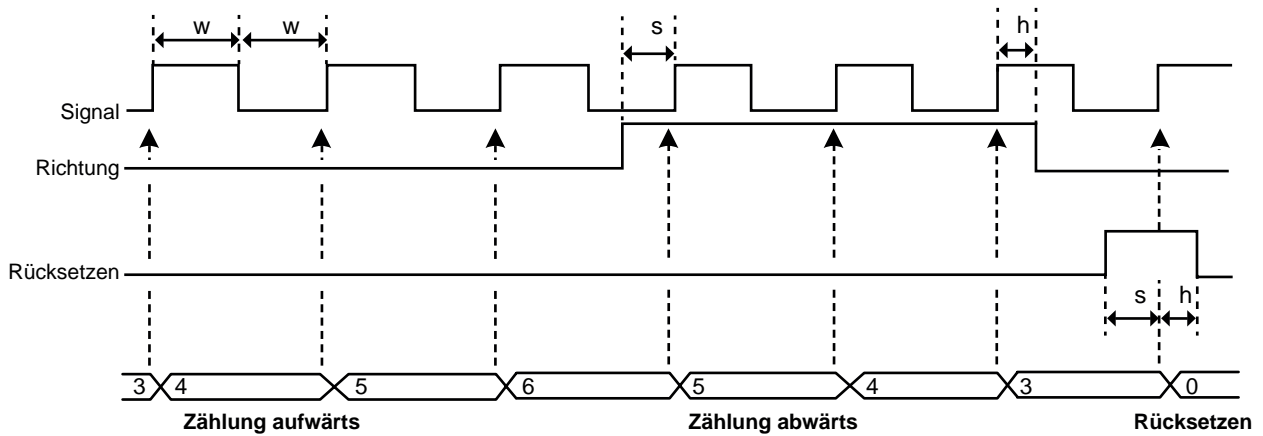 w w s h
Signal
Richtung
Rücksetzen
s h
3 4 5 6 5 4 3 0
Zählung aufwärts Zählung abwärts Rücksetzen